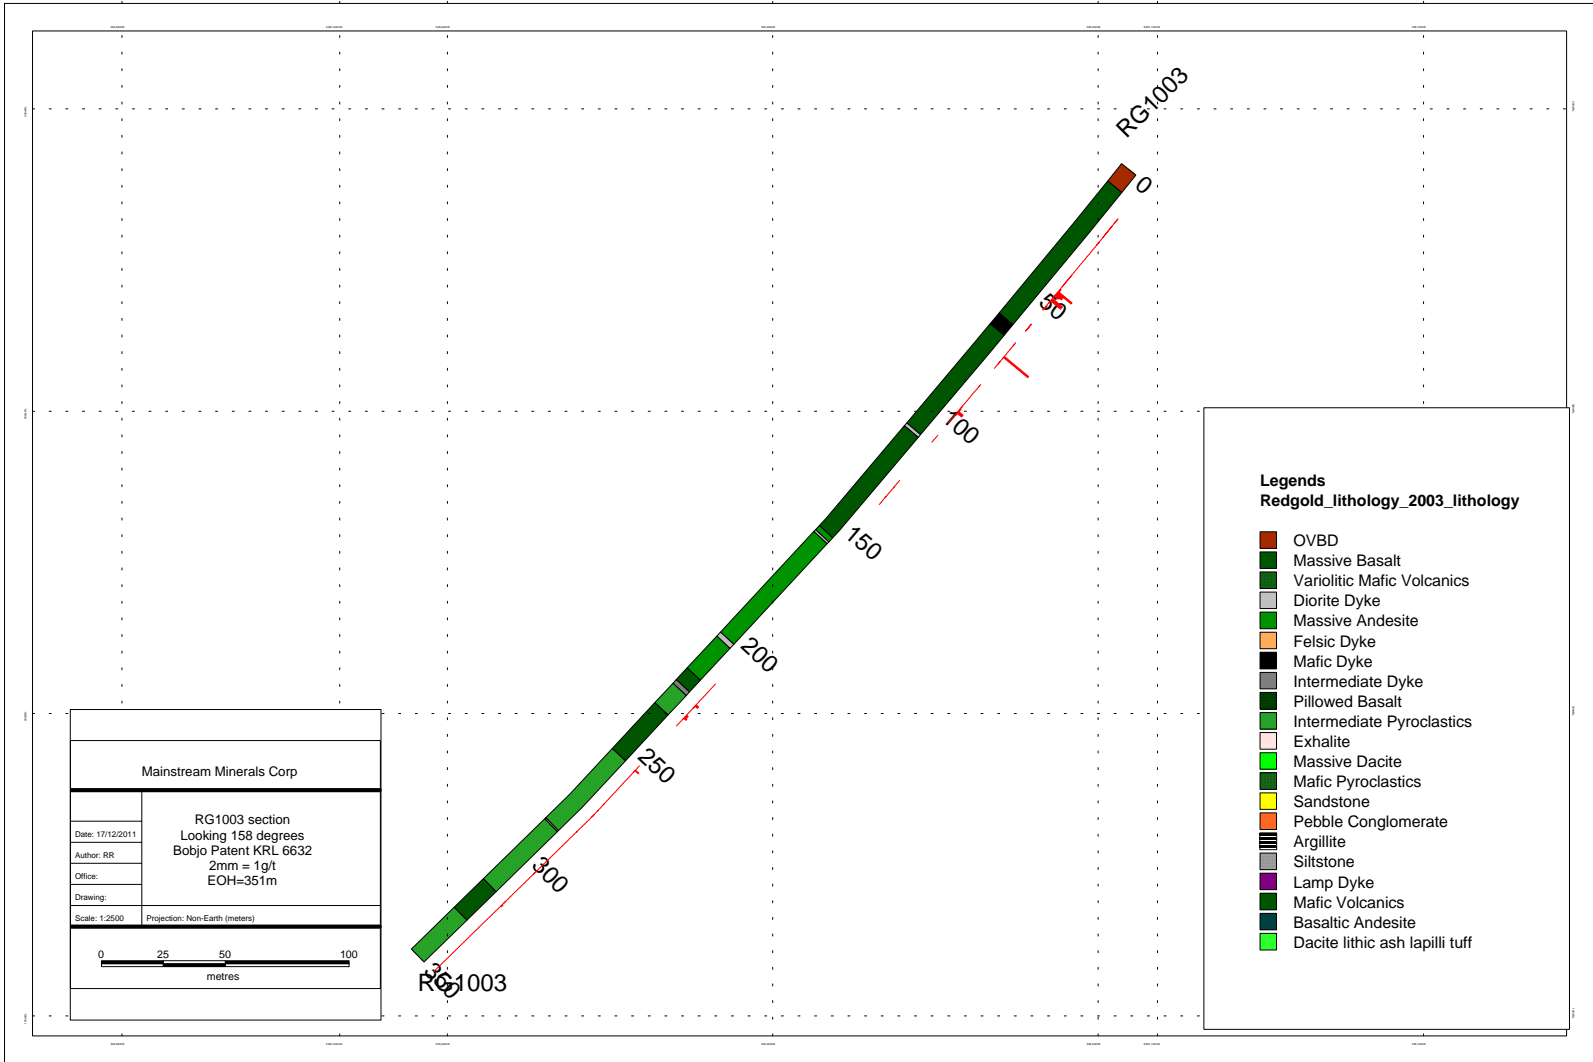 RG1003
0
50
100
150
200
250
300
350
RG1003
Legends
Redgold_lithology_2003_lithology
OVBD
Massive Basalt
Variolitic Mafic Volcanics
Diorite Dyke
Massive Andesite
Felsic Dyke
Mafic Dyke
Intermediate Dyke
Pillowed Basalt
Intermediate Pyroclastics
Exhalite
Massive Dacite
Mafic Pyroclastics
Sandstone
Pebble Conglomerate
Argillite
Siltstone
Lamp Dyke
Mafic Volcanics
Basaltic Andesite
Dacite lithic ash lapilli tuff
Mainstream Minerals Corp
RG1003 section
Looking 158 degrees
Bobjo Patent KRL 6632
2mm = 1g/t
EOH=351m
Date: 17/12/2011
Author: RR
Office:
Drawing:
Scale: 1:2500 Projection: Non-Earth (meters)
0 25 50 100
metres